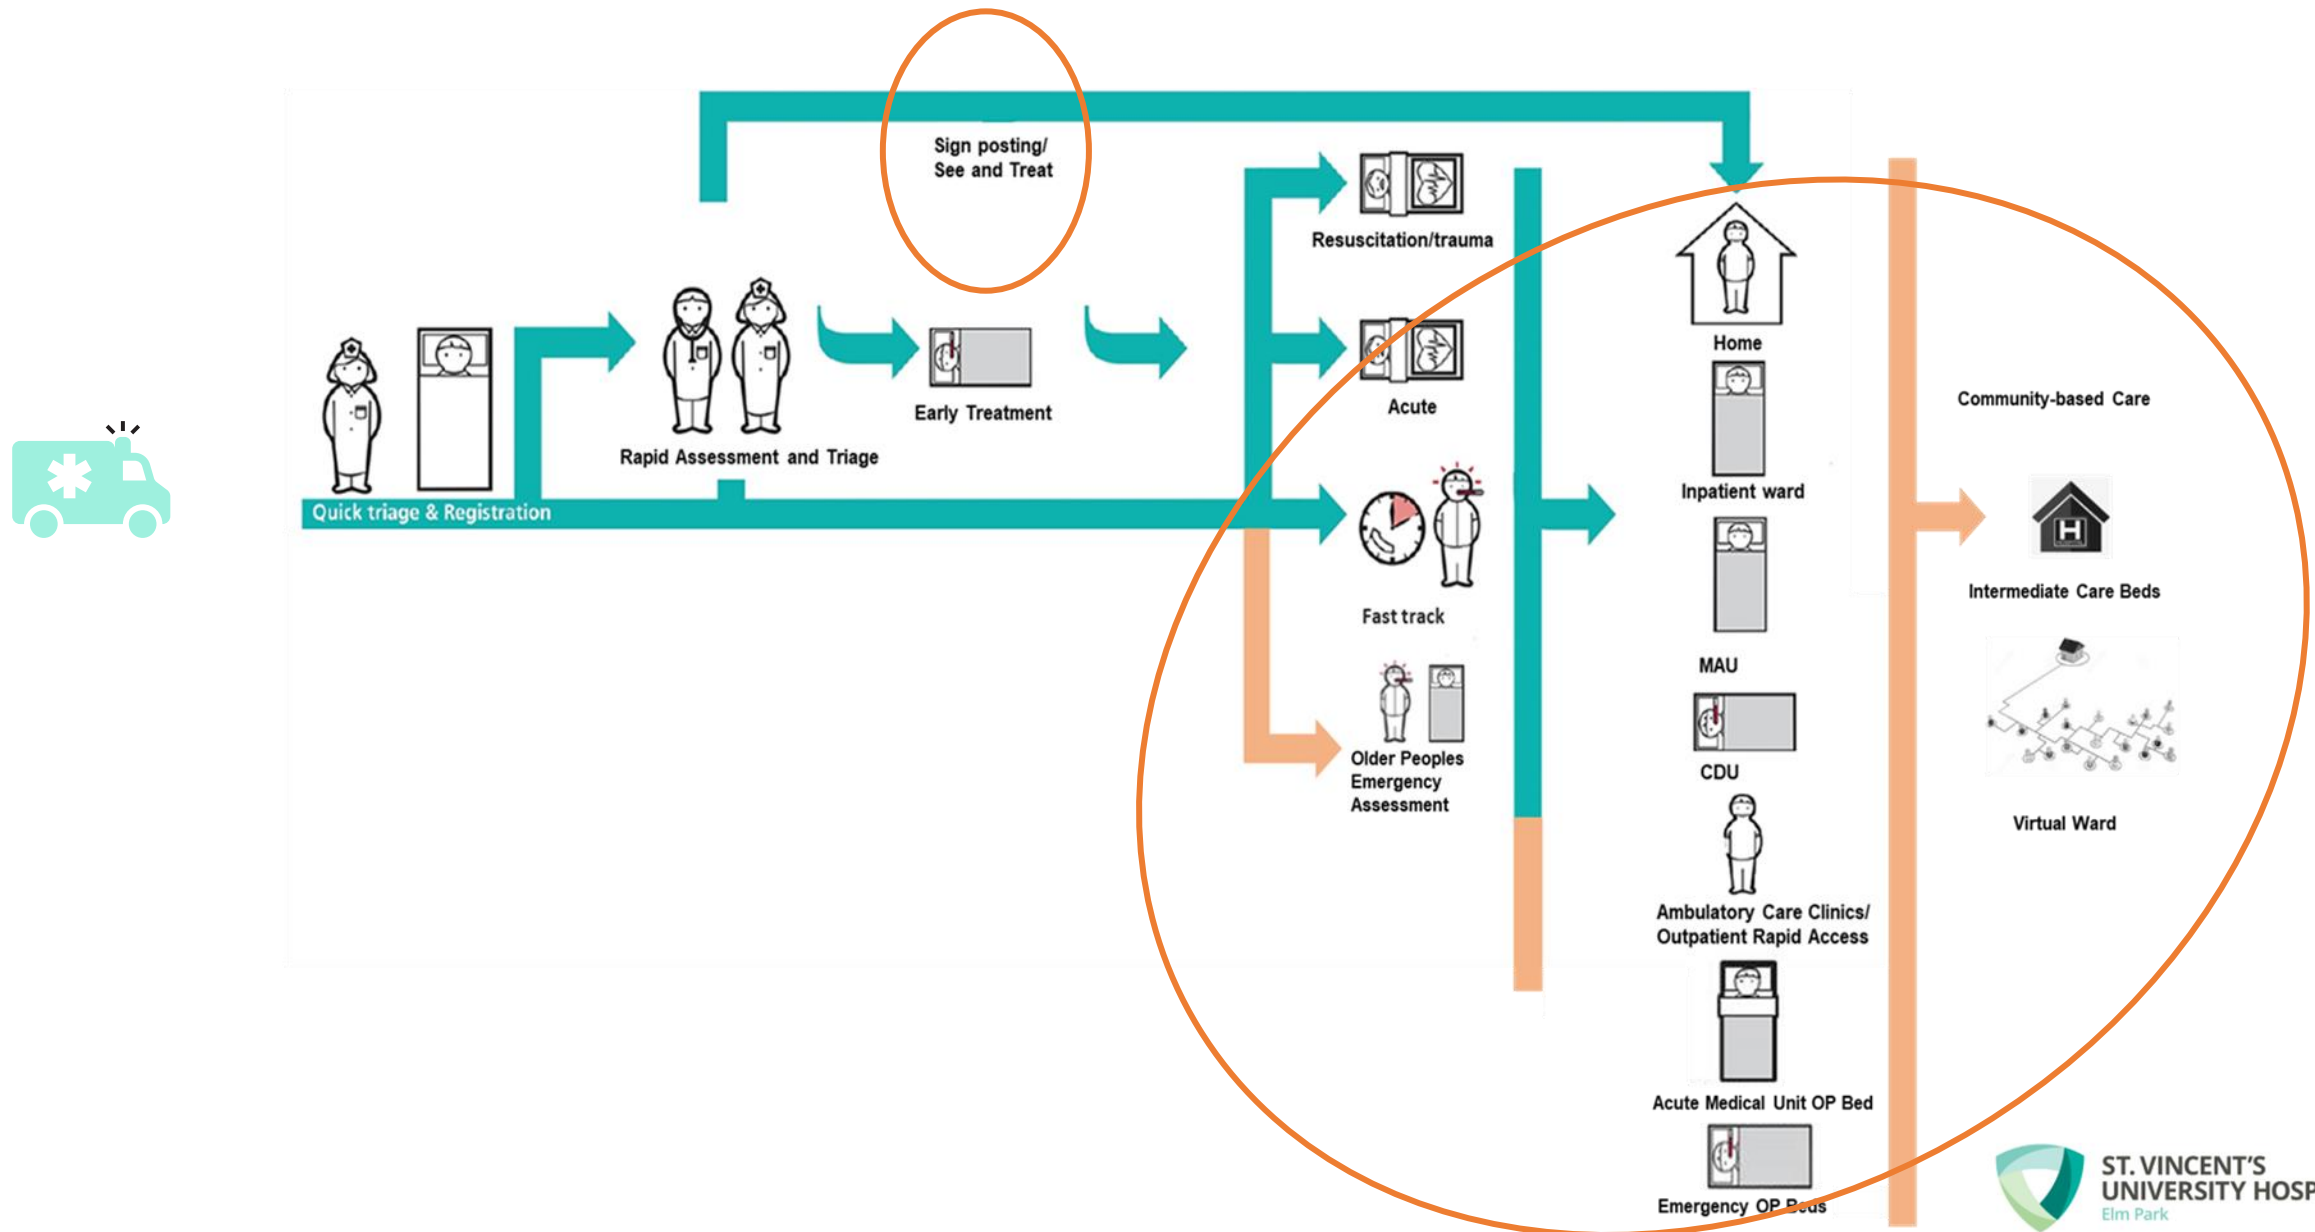 Sign posting/
See and Treat
Resuscitation/trauma
Home
Early Treatment
Acute
Community-based Care
Rapid Assessment and Triage
Quick triage & Registration
Inpatient ward
H
Intermediate Care Beds
Fast track
MAU
Older Peoples
Emergency
Assessment
CDU
Virtual Ward
Ambulatory Care Clinics/
Outpatient Rapid Access
Acute Medical Unit OP Bed
Emergency OP Beds
ST. VINCENT'S
UNIVERSITY HOSP
Elm Park